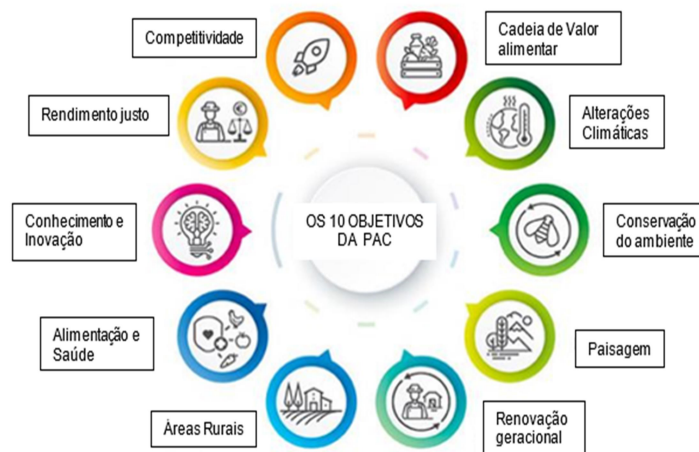 Competitividade
Cadeia de Valor
alimentar
Rendimento justo
Alterações
Climáticas
Conhecimento e
Inovação
OS 10 OBJETIVOS
DA PAC
Conservação
do ambiente
Alimentação e
Saúde
Paisagem
Áreas Rurais
Renovação
geracional